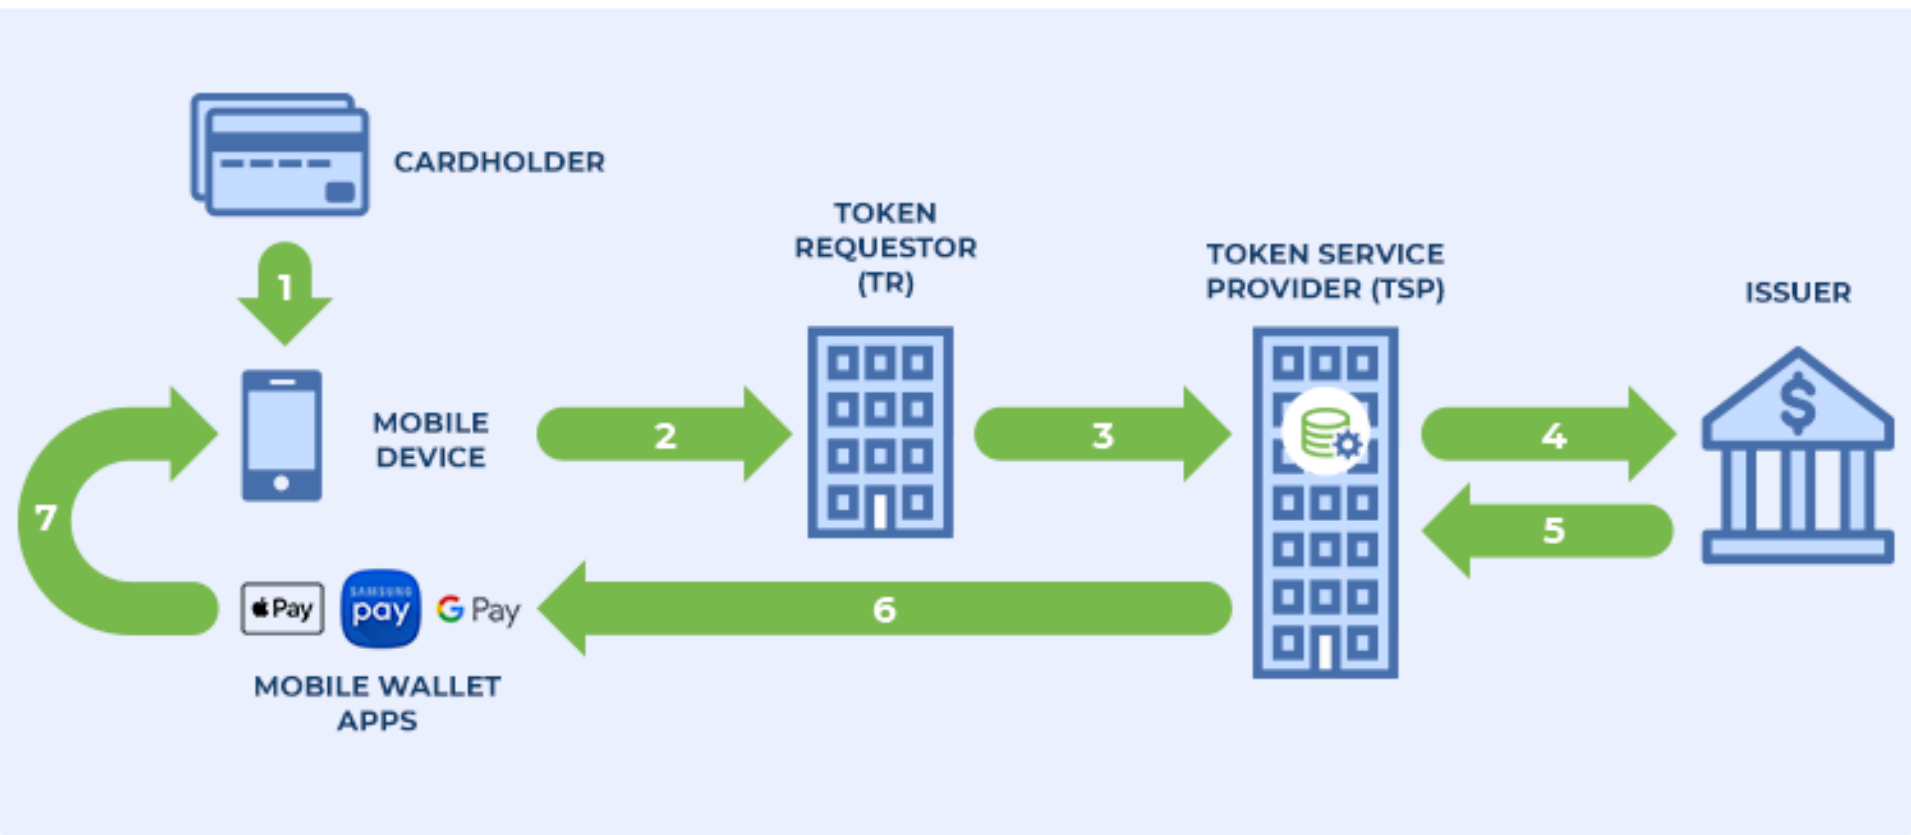 CARDHOLDER
1
TOKEN
REQUESTOR
(TR)
TOKEN SERVICE
PROVIDER (TSP)
ISSUER
$
MOBILE
DEVICE
2
3
4
5
7
Pay
SAMSUNG
pay
G Pay
6
MOBILE WALLET
APPS